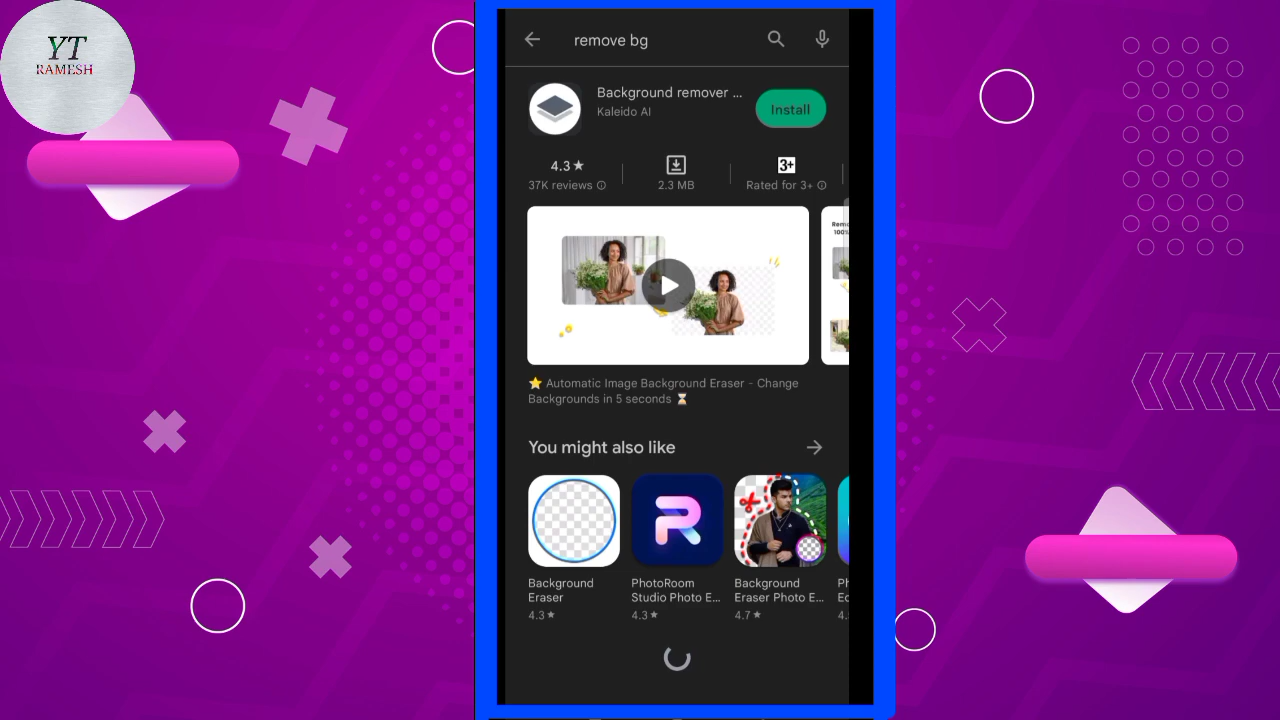 YT
RAMESH
remove bg
Background remover ...
Kaleido AI
Install
4.3★
37K reviews
2.3 MB
3+
Rated for 3+
⭐ Automatic Image Background Eraser - Change
Backgrounds in 5 seconds ⌛
You might also like
R
Background
Eraser
4.3★
PhotoRoom
Studio Photo E...
4.3★
Background
Eraser Photo E...
4.7★